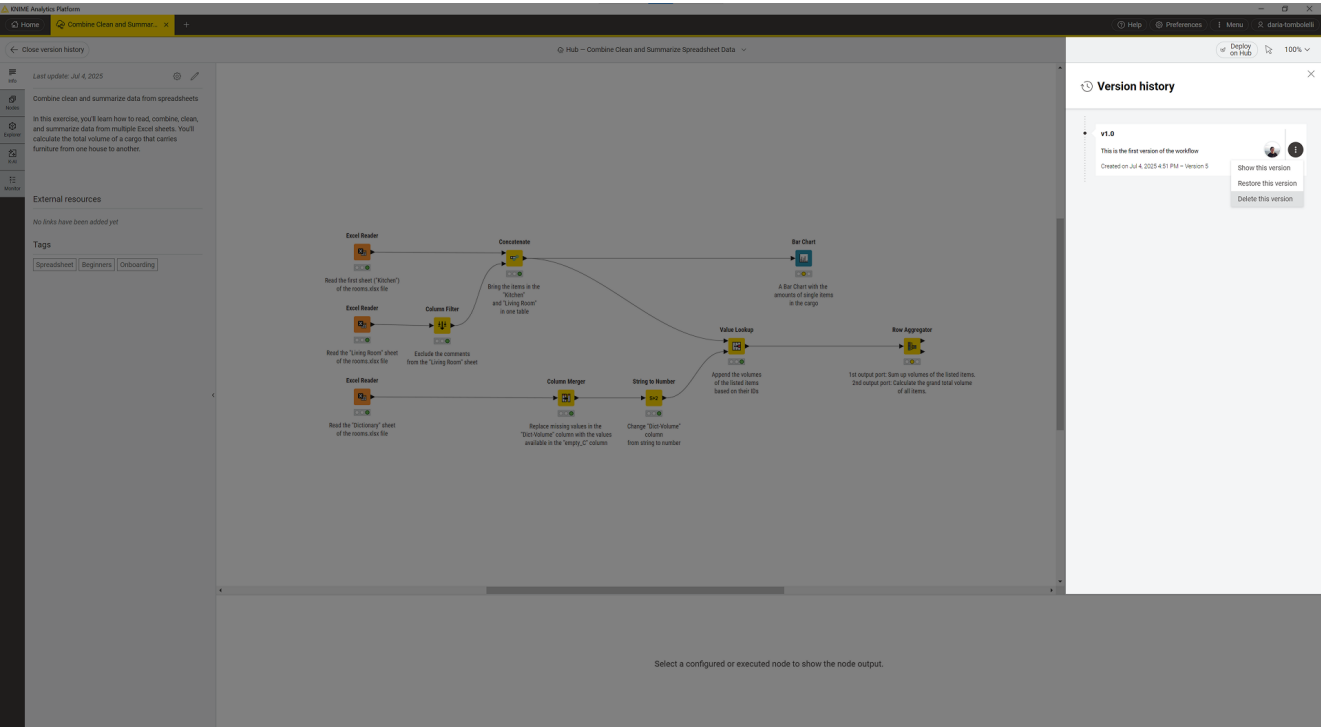 KNIME Analytics Platform
Home
Combine Clean and Summar...
Help
Preferences
Menu
daria-tombolelli
Close version history
Hub — Combine Clean and Summarize Spreadsheet Data
Deploy
on Hub
100%
Info
Nodes
Explorer
K-AI
Monitor
Last update: Jul 4, 2025
Combine clean and summarize data from spreadsheets
In this exercise, you'll learn how to read, combine, clean,
and summarize data from multiple Excel sheets. You'll
calculate the total volume of a cargo that carries
furniture from one house to another.
External resources
No links have been added yet
Tags
Spreadsheet
Beginners
Onboarding
Excel Reader
Read the first sheet ("Kitchen")
of the rooms.xlsx file
Concatenate
Bring the items in the
"Kitchen"
and "Living Room"
in one table
Bar Chart
A Bar Chart with the
amounts of single items
in the cargo
Excel Reader
Read the "Living Room" sheet
of the rooms.xlsx file
Column Filter
Exclude the comments
from the "Living Room" sheet
Value Lookup
Append the volumes
of the listed items
based on their IDs
Row Aggregator
1st output port: Sum up volumes of the listed items.
2nd output port: Calculate the grand total volume
of all items.
Excel Reader
Read the "Dictionary" sheet
of the rooms.xlsx file
Column Merger
Replace missing values in the
"Dict-Volume" column with the values
available in the "empty_C" column
String to Number
Change "Dict-Volume"
column
from string to number
Select a configured or executed node to show the node output.
Version history
v1.0
This is the first version of the workflow
Created on Jul 4, 2025 4:51 PM – Version 5
Show this version
Restore this version
Delete this version